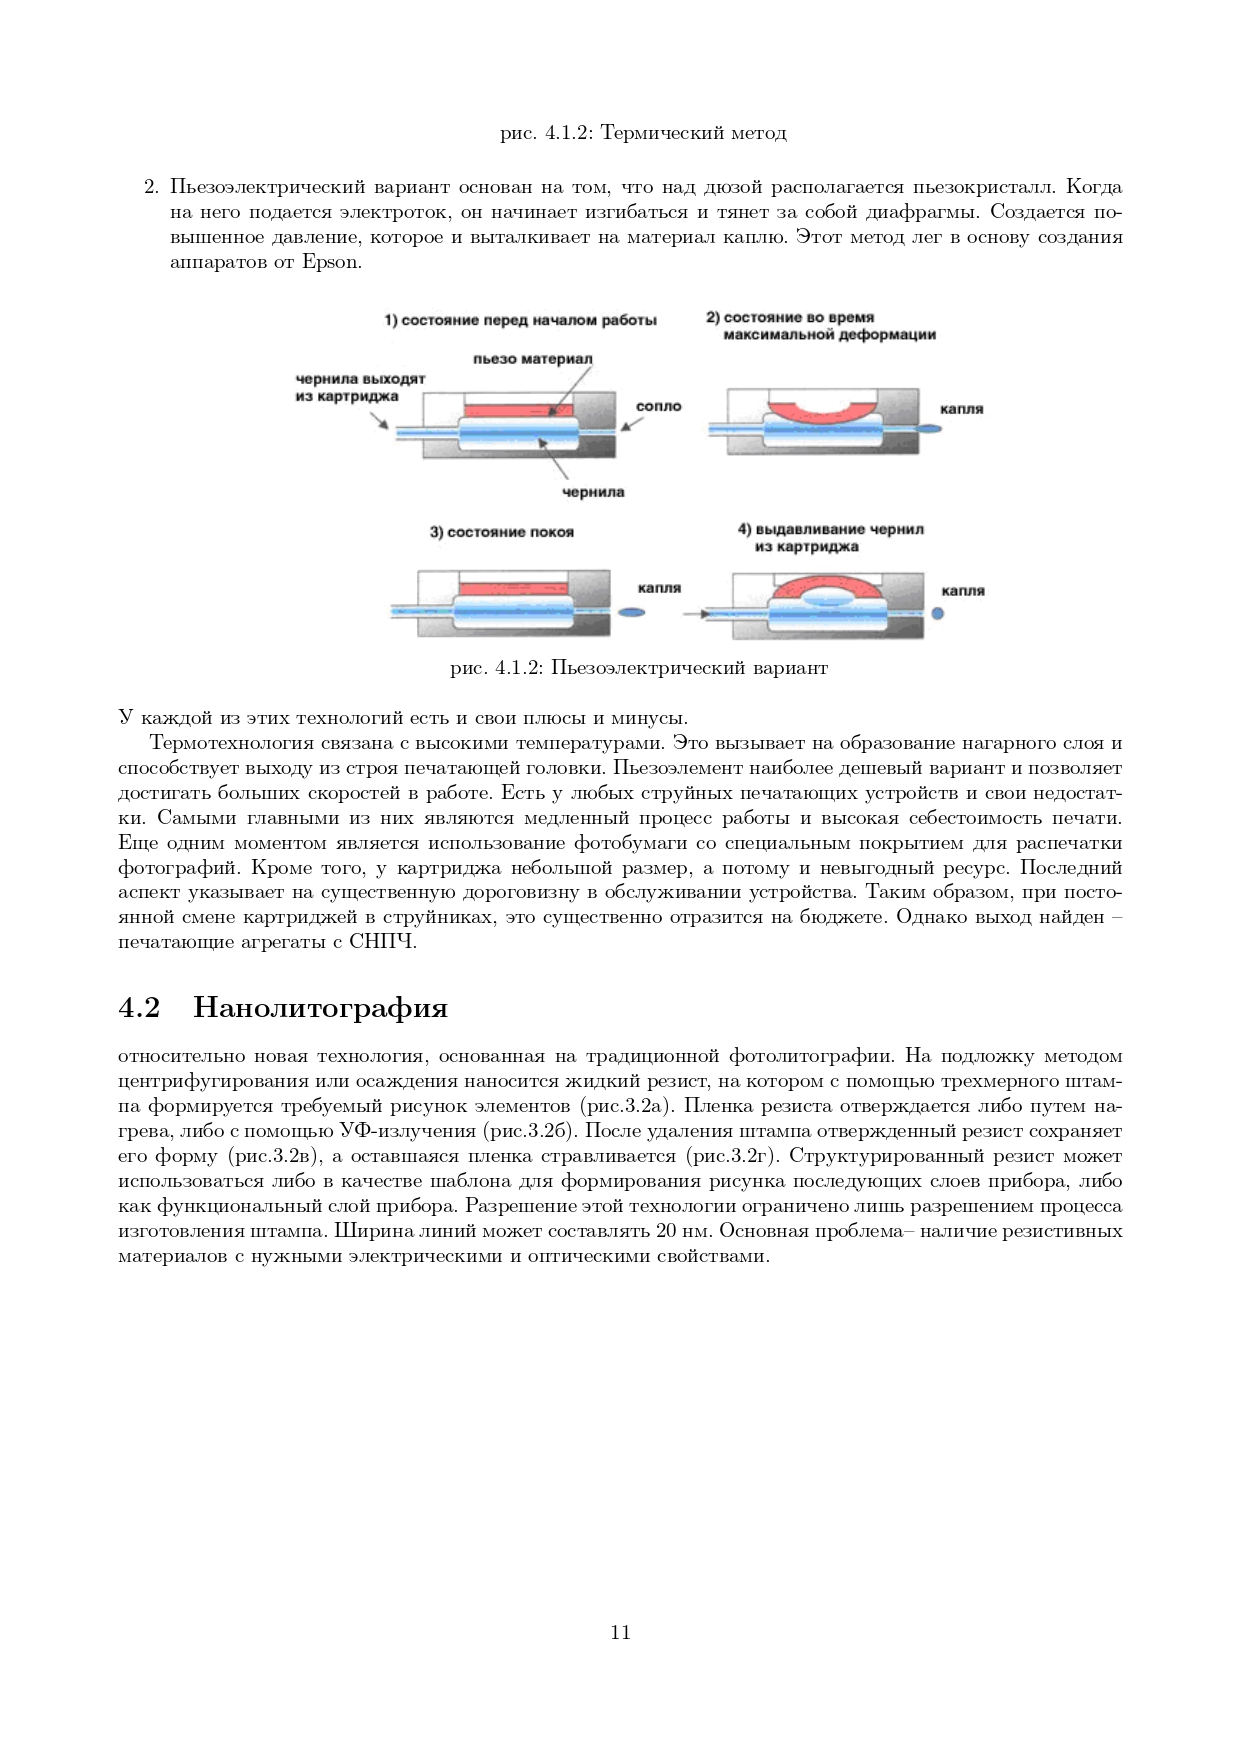 рис. 4.1.2: Термический метод
2. Пьезоэлектрический вариант основан на том, что над дюзой располагается пьезокристалл. Когда
на него подается электроток, он начинает изгибаться и тянет за собой диафрагмы. Создается по-
вышенное давление, которое и выталкивает на материал каплю. Этот метод лег в основу создания
аппаратов от Epson.
1) состояние перед началом работы
2) состояние во время
максимальной деформации
пьезо материал
чернила выходят
из картриджа
сопло
капля
чернила
3) состояние покоя
4) выдавливание чернил
из картриджа
капля
капля
рис. 4.1.2: Пьезоэлектрический вариант
У каждой из этих технологий есть и свои плюсы и минусы.
Термотехнология связана с высокими температурами. Это вызывает на образование нагарного слоя и
способствует выходу из строя печатающей головки. Пьезоэлемент наиболее дешевый вариант и позволяет
достигать больших скоростей в работе. Есть у любых струйных печатающих устройств и свои недостат-
ки. Самыми главными из них являются медленный процесс работы и высокая себестоимость печати.
Еще одним моментом является использование фотобумаги со специальным покрытием для распечатки
фотографий. Кроме того, у картриджа небольшой размер, а потому и невыгодный ресурс. Последний
аспект указывает на существенную дороговизну в обслуживании устройства. Таким образом, при посто-
янной смене картриджей в струйниках, это существенно отразится на бюджете. Однако выход найден –
печатающие агрегаты с СНПЧ.
4.2 Нанолитография
относительно новая технология, основанная на традиционной фотолитографии. На подложку методом
центрифугирования или осаждения наносится жидкий резист, на котором с помощью трехмерного штам-
па формируется требуемый рисунок элементов (рис.3.2а). Пленка резиста отверждается либо путем на-
грева, либо с помощью УФ-излучения (рис.3.2б). После удаления штампа отвержденный резист сохраняет
его форму (рис.3.2в), а оставшаяся пленка стравливается (рис.3.2г). Структурированный резист может
использоваться либо в качестве шаблона для формирования рисунка последующих слоев прибора, либо
как функциональный слой прибора. Разрешение этой технологии ограничено лишь разрешением процесса
изготовления штампа. Ширина линий может составлять 20 нм. Основная проблема– наличие резистивных
материалов с нужными электрическими и оптическими свойствами.
11